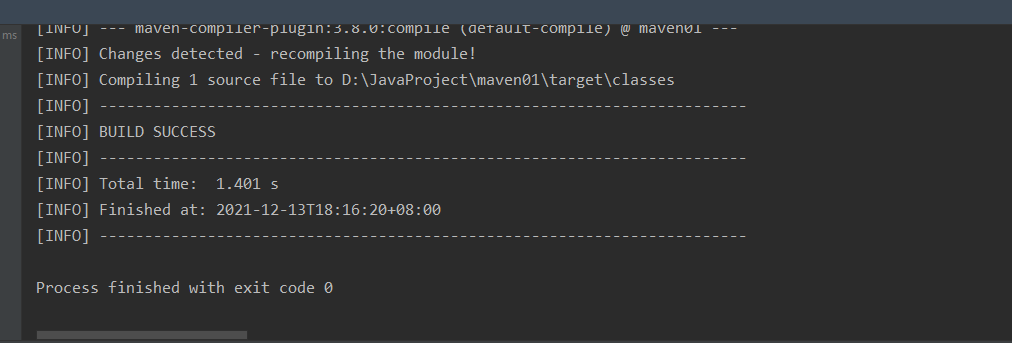 [INFO] --- maven-compiler-plugin:3.8.0:compile (default-compile) @ maven01 ---
ms
[INFO] Changes detected - recompiling the module!
[INFO] Compiling 1 source file to D:\JavaProject\maven01\target\classes
[INFO] ------------------------------------------------------------------------
[INFO] BUILD SUCCESS
[INFO] ------------------------------------------------------------------------
[INFO] Total time:  1.401 s
[INFO] Finished at: 2021-12-13T18:16:20+08:00
[INFO] ------------------------------------------------------------------------
Process finished with exit code 0